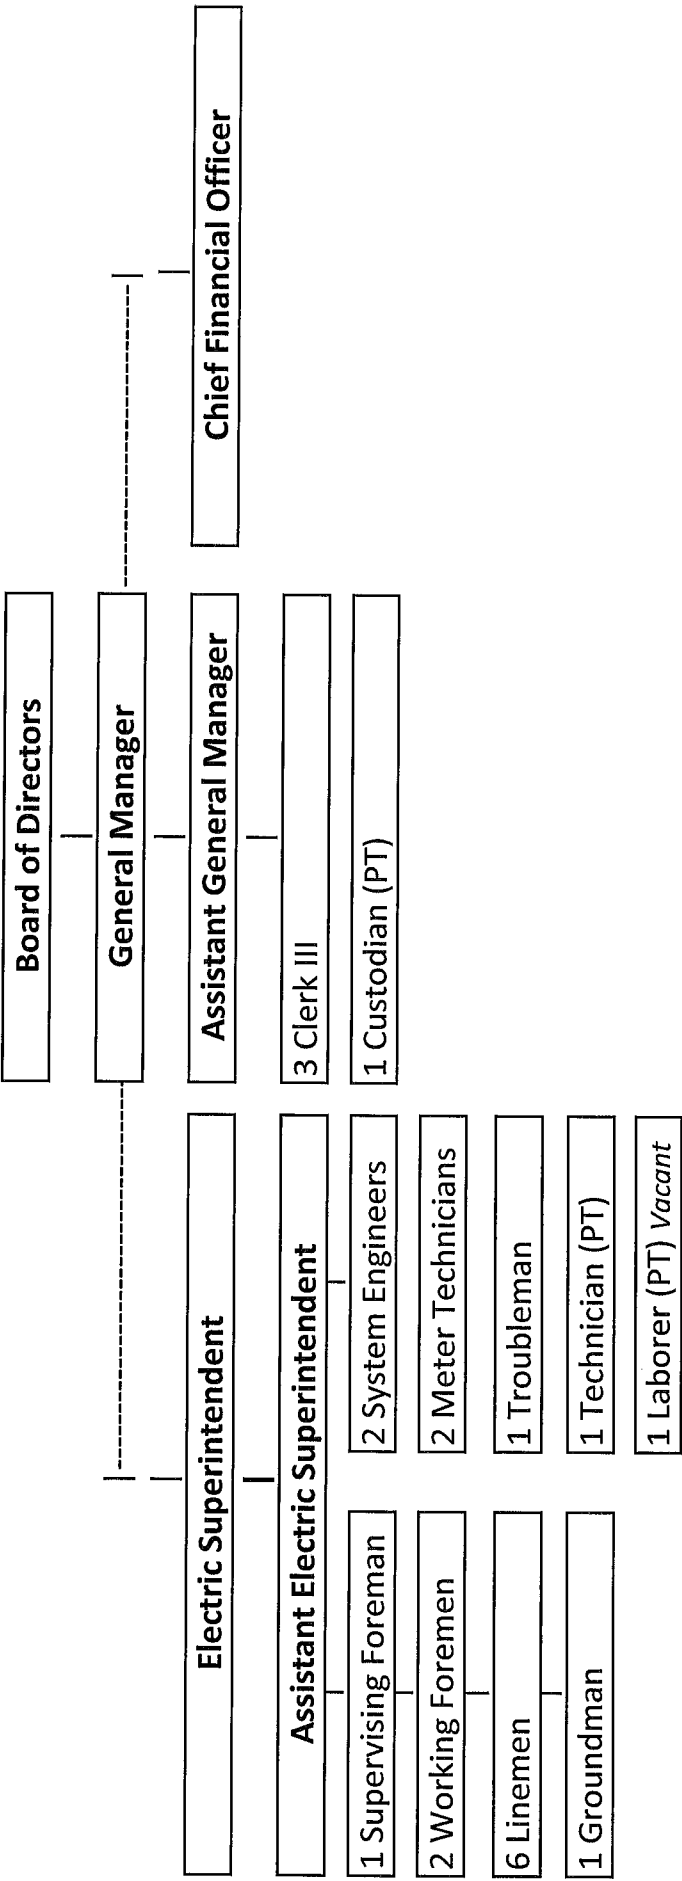 Board of Directors
General Manager
Electric Superintendent
Assistant General Manager
Chief Financial Officer
Assistant Electric Superintendent
3 Clerk III
1 Supervising Foreman
2 System Engineers
1 Custodian (PT)
2 Working Foremen
2 Meter Technicians
6 Linemen
1 Troubleman
1 Groundman
1 Technician (PT)
1 Laborer (PT) Vacant